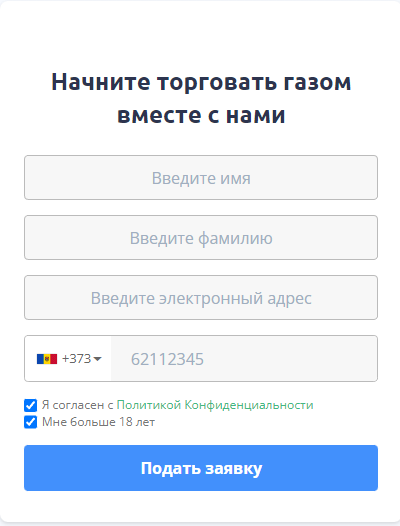 Начните торговать газом
вместе с нами
Введите имя
Введите фамилию
Введите электронный адрес
+373 62112345
Я согласен с Политикой Конфиденциальности
Мне больше 18 лет
Подать заявку